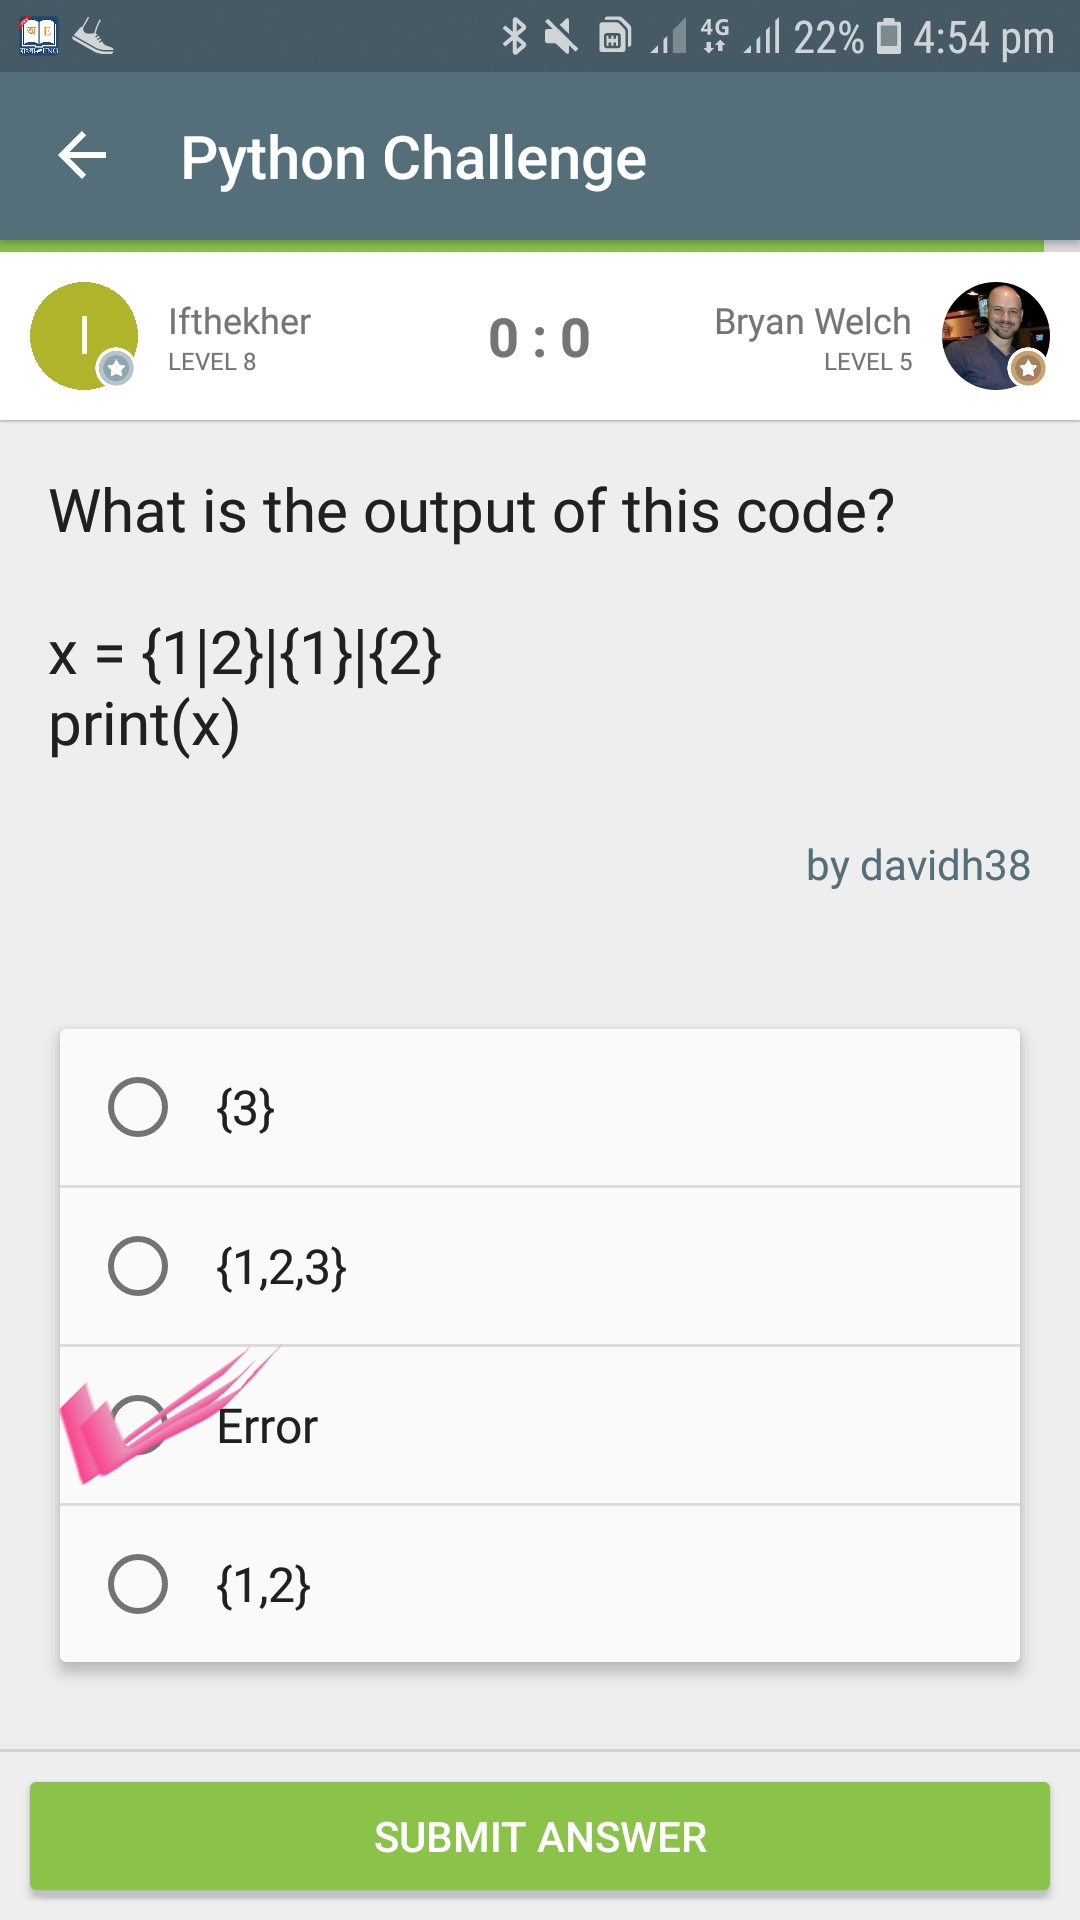 4G 22% 4:54 pm
Python Challenge
I Ifthekher 0 : 0 Bryan Welch
LEVEL 8 LEVEL 5
What is the output of this code?
x = {1|2}|{1}|{2}
print(x)
by davidh38
{3}
{1,2,3}
Error
{1,2}
SUBMIT ANSWER